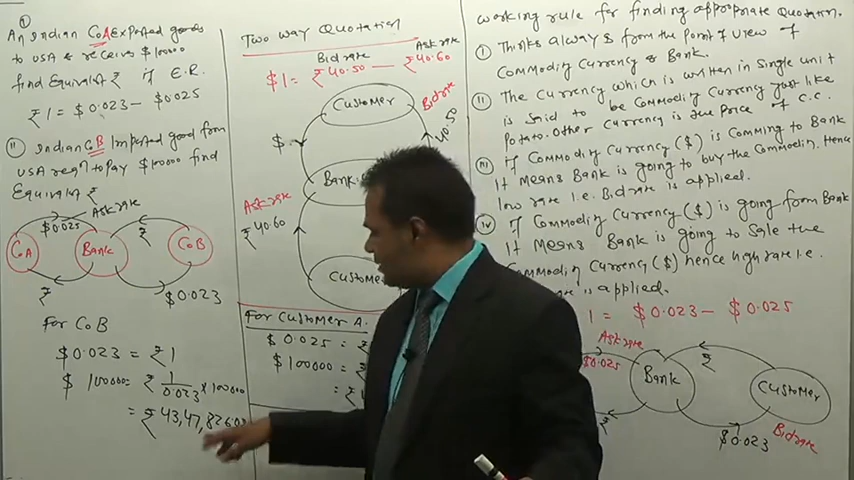 ①
An Indian CoA Exported goods
to USA & receives $100000
find Equivalent ₹ if E.R.
₹1 = $0.023 – $0.025
② Indian CoB Imported good from
USA reqd to Pay $100000 find
Equivalent ₹
Ask rate
$0.025
₹
CoA
Bank
CoB
₹
$0.023
For CoB
$0.023 = ₹1
$100000 = ₹ 1/0.023 × 100000
= ₹43,47,826
Two way Quotation
Bid rate
Ask rate
$1 = ₹40.50 — ₹40.60
Customer
Bid rate
$
40.50
Bank
Ask rate
₹40.60
Customer
For Customer A.
$0.025 = ₹
$100000 = ₹
= ₹
working rule for finding appropriate Quotation.
① Thinks always from the Point of view of
Commodity Currency & Bank.
② The Currency which is written in Single unit
is said to be Commodity Currency just like
Potato. Other Currency is the Price of C.C.
③ if Commodity Currency ($) is Comming to Bank
it Means Bank is going to buy the Commodity. Hence
low rate i.e. Bid rate is applied.
④ if Commodity Currency ($) is going from Bank
it Means Bank is going to Sale the
Commodity Currency ($) hence high rate i.e.
rate is applied.
1 = $0.023 – $0.025
Ask rate
$0.025
₹
Bank
Customer
₹
$0.023
Bid rate